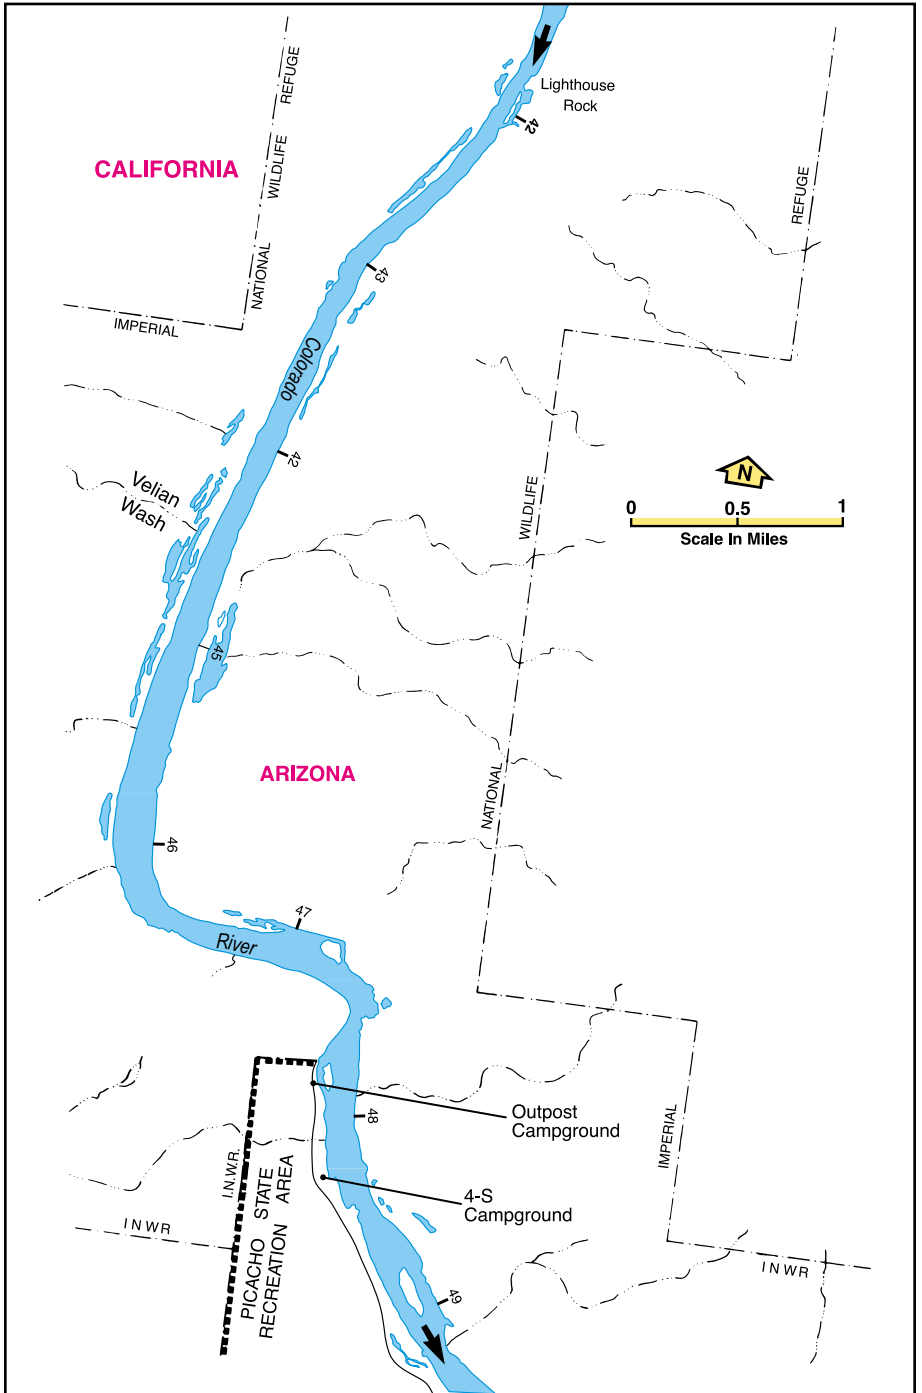 Lighthouse
Rock
42
CALIFORNIA
REFUGE
WILDLIFE
NATIONAL
IMPERIAL
REFUGE
43
Colorado
42
Velian
Wash
WILDLIFE
N
0 0.5 1
Scale In Miles
45
ARIZONA
NATIONAL
46
47
River
Outpost
Campground
48
IMPERIAL
I.N.W.R.
PICACHO STATE
RECREATION AREA
4-S
Campground
I N W R
I N W R
49